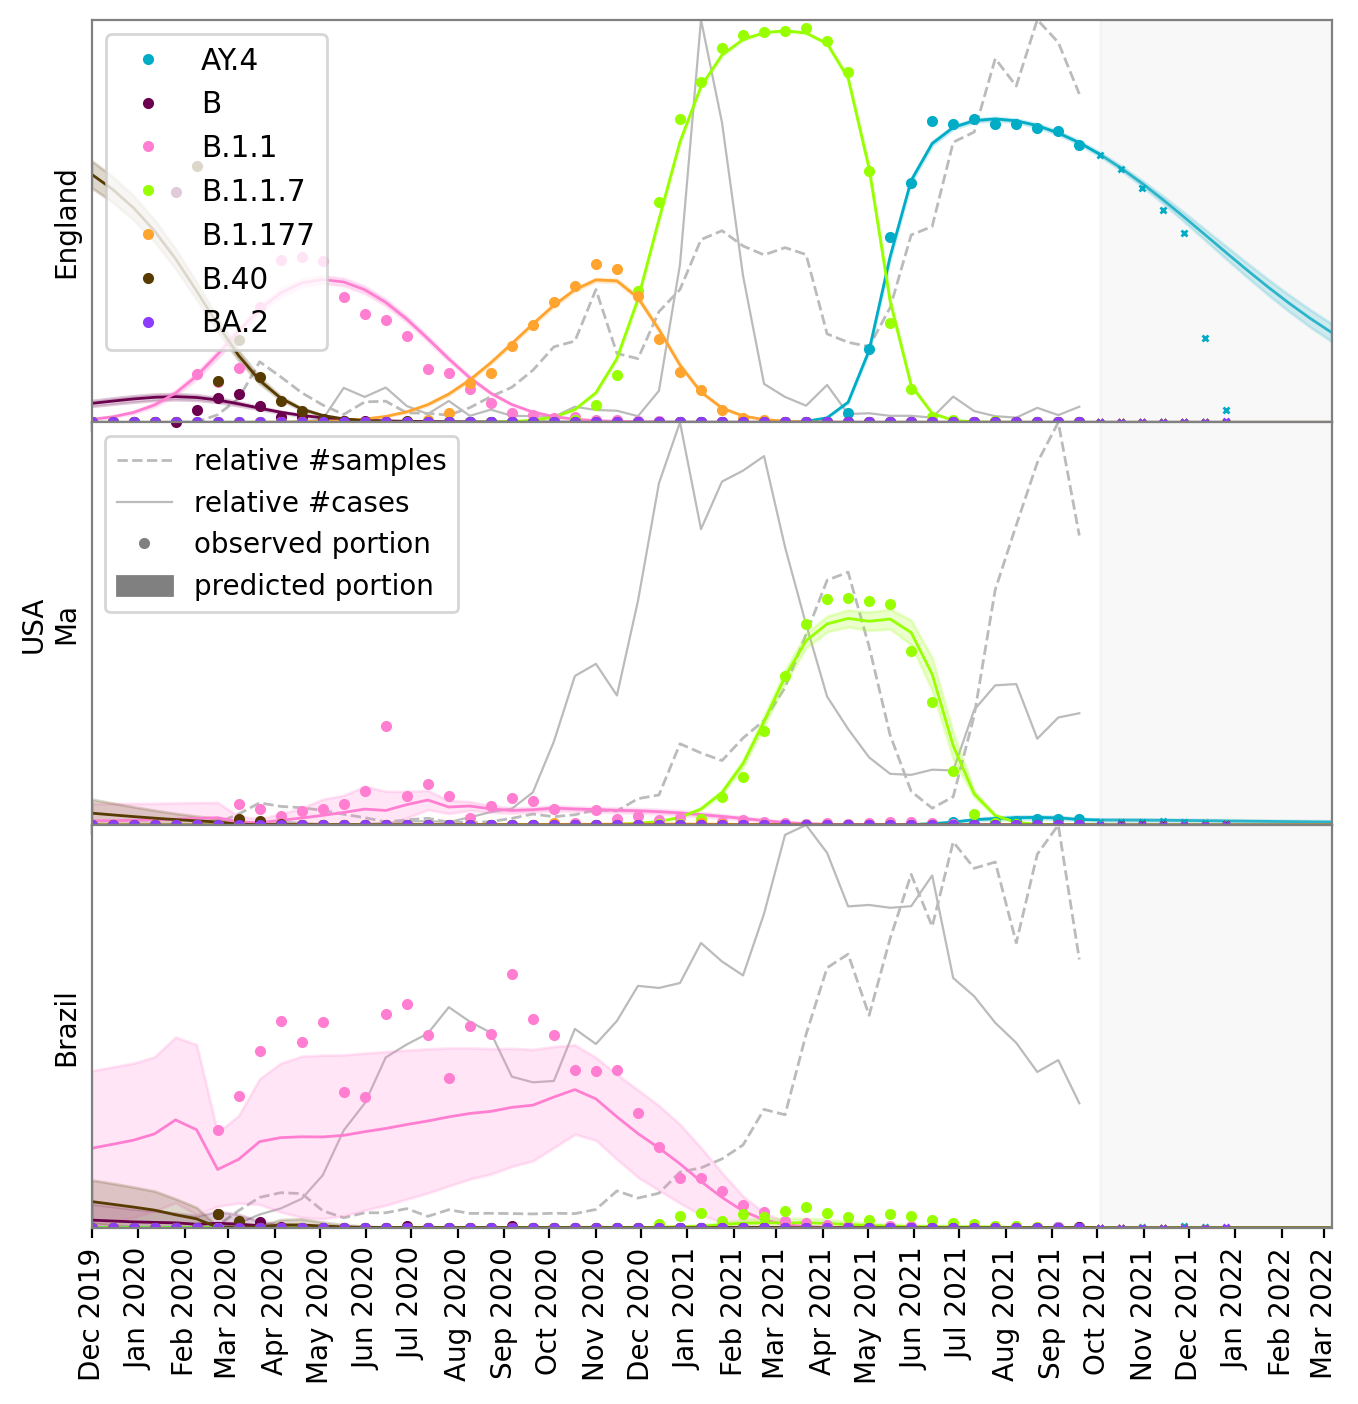 England
AY.4
B
B.1.1
B.1.1.7
B.1.177
B.40
BA.2
USA
Ma
relative #samples
relative #cases
observed portion
predicted portion
Brazil
Dec 2019
Jan 2020
Feb 2020
Mar 2020
Apr 2020
May 2020
Jun 2020
Jul 2020
Aug 2020
Sep 2020
Oct 2020
Nov 2020
Dec 2020
Jan 2021
Feb 2021
Mar 2021
Apr 2021
May 2021
Jun 2021
Jul 2021
Aug 2021
Sep 2021
Oct 2021
Nov 2021
Dec 2021
Jan 2022
Feb 2022
Mar 2022